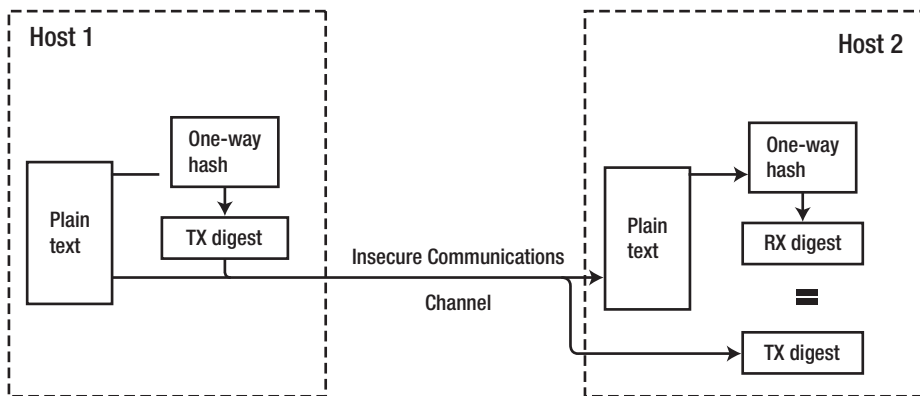 Host 1
One-way
hash
Plain
text
TX digest
Insecure Communications
Channel
Host 2
One-way
hash
Plain
text
RX digest
=
TX digest